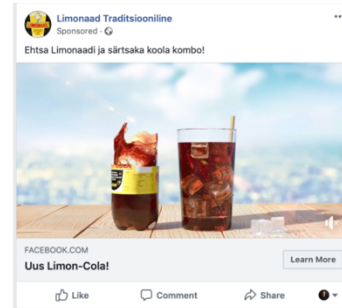 Limonaad Traditsiooniline
Sponsored ·
Ehtsa Limonaadi ja särtsaka koola kombo!
FACEBOOK.COM
Uus Limon-Cola!
Learn More
Like
Comment
Share